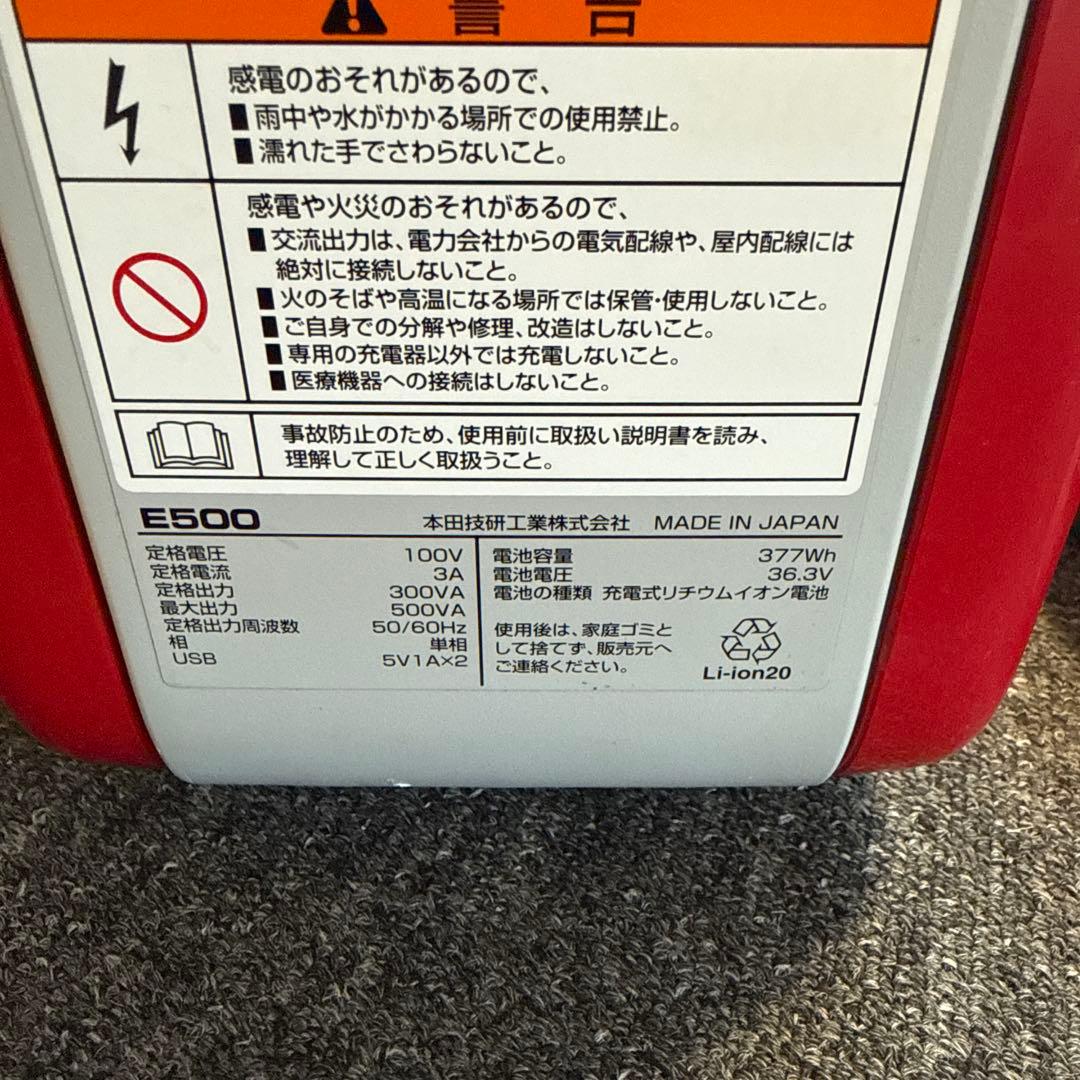 警告
感電のおそれがあるので、
■雨中や水がかかる場所での使用禁止。
■濡れた手でさわらないこと。
感電や火災のおそれがあるので、
■交流出力は、電力会社からの電気配線や、屋内配線には
絶対に接続しないこと。
■火のそばや高温になる場所では保管・使用しないこと。
■ご自身での分解や修理、改造はしないこと。
■専用の充電器以外では充電しないこと。
■医療機器への接続はしないこと。
事故防止のため、使用前に取扱い説明書を読み、
理解して正しく取扱うこと。
E500 本田技研工業株式会社 MADE IN JAPAN
定格電圧 100V
定格電流 3A
定格出力 300VA
最大出力 500VA
定格出力周波数 50/60Hz
相 単相
USB 5V1A×2
電池容量 377Wh
電池電圧 36.3V
電池の種類 充電式リチウムイオン電池
使用後は、家庭ゴミと
して捨てず、販売元へ
ご連絡ください。
Li-ion20